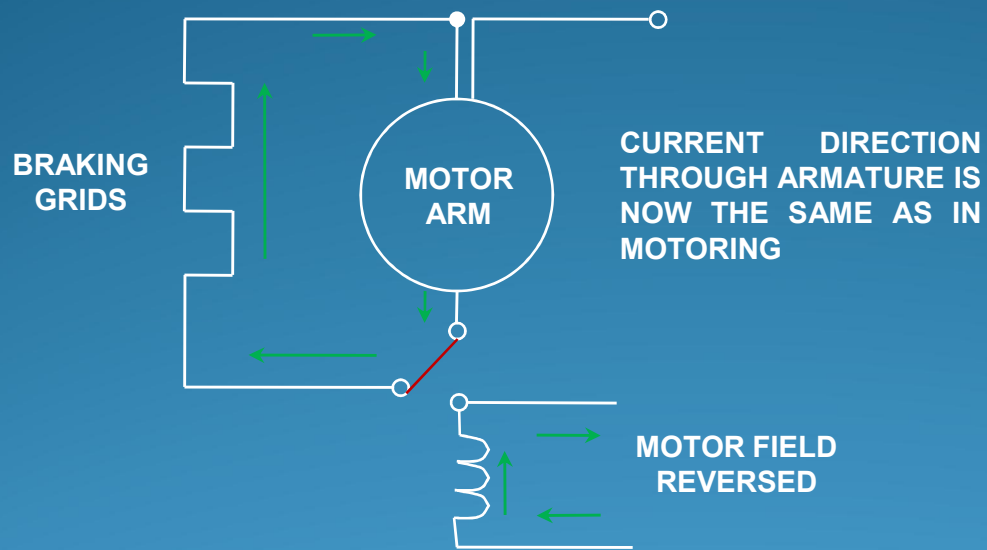 BRAKING
GRIDS
MOTOR
ARM
CURRENT DIRECTION
THROUGH ARMATURE IS
NOW THE SAME AS IN
MOTORING
MOTOR FIELD
REVERSED